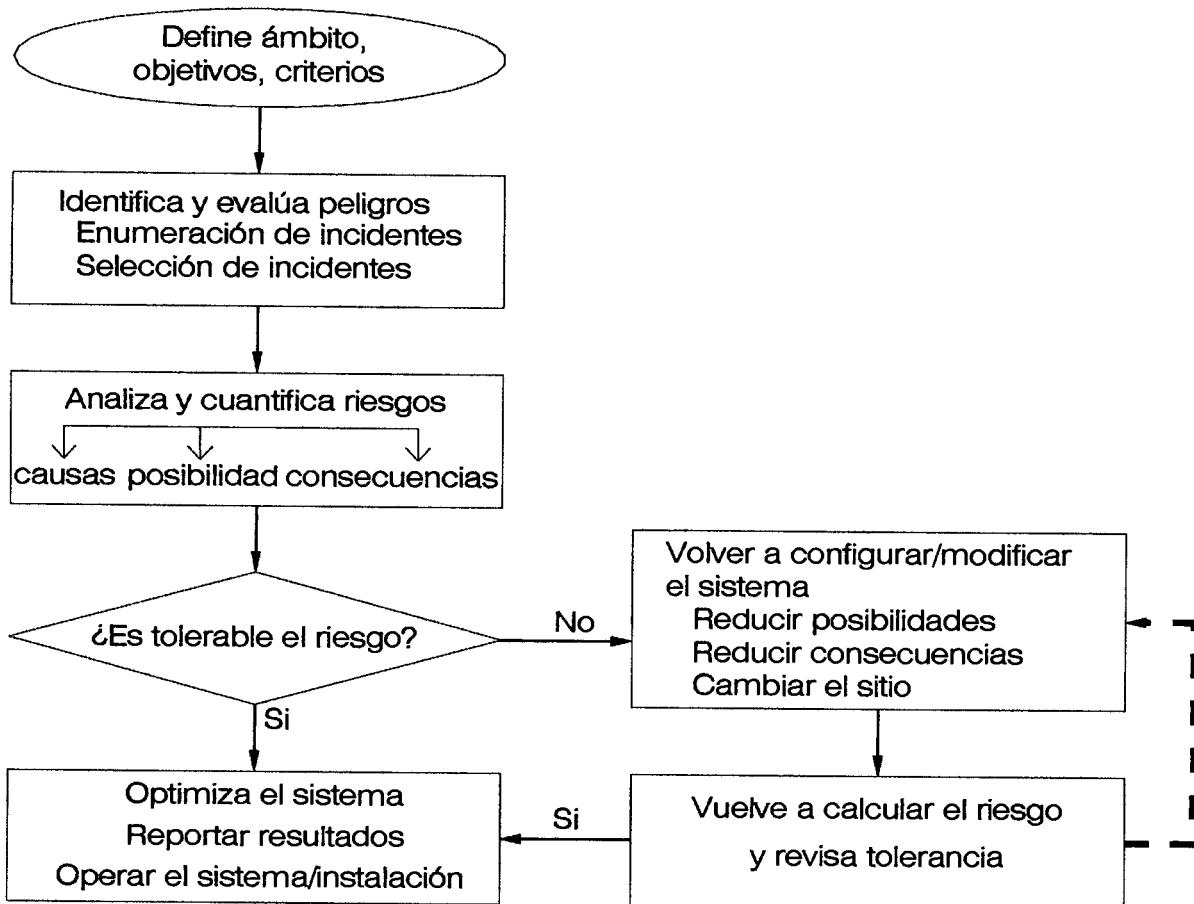 Define ámbito,
objetivos, criterios
Identifica y evalúa peligros
Enumeración de incidentes
Selección de incidentes
Analiza y cuantifica riesgos
causas posibilidad consecuencias
¿Es tolerable el riesgo?
No
Si
Volver a configurar/modificar
el sistema
Reducir posibilidades
Reducir consecuencias
Cambiar el sitio
Optimiza el sistema
Reportar resultados
Operar el sistema/instalación
Si
Vuelve a calcular el riesgo
y revisa tolerancia